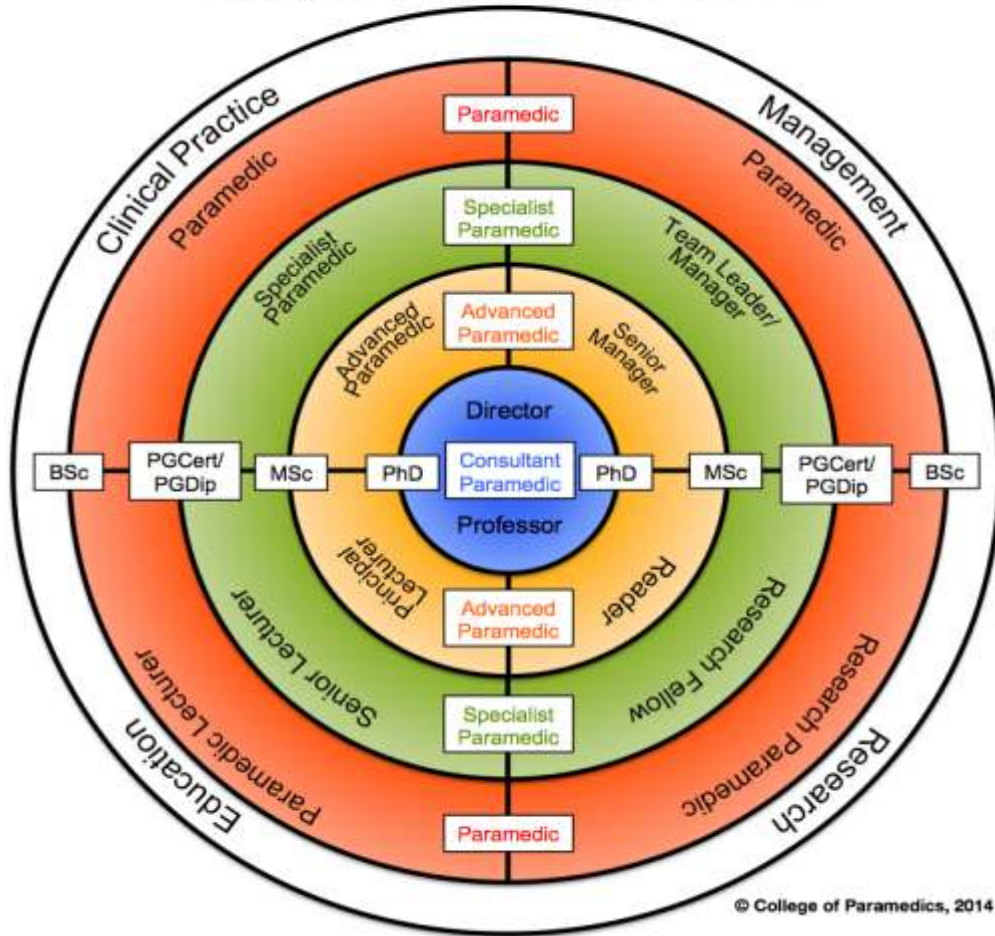 Clinical Practice
Management
Paramedic
Paramedic
Paramedic
Specialist
Paramedic
Specialist
Paramedic
Team Leader/
Manager
Advanced
Paramedic
Advanced
Paramedic
Senior
Manager
Director
BSc
PGCert/
PGDip
MSc
PhD
Consultant
Paramedic
PhD
MSc
PGCert/
PGDip
BSc
Professor
Principal
Lecturer
Advanced
Paramedic
Reader
Senior Lecturer
Specialist
Paramedic
Research Fellow
Paramedic Lecturer
Paramedic
Research Paramedic
Education
Research
© College of Paramedics, 2014